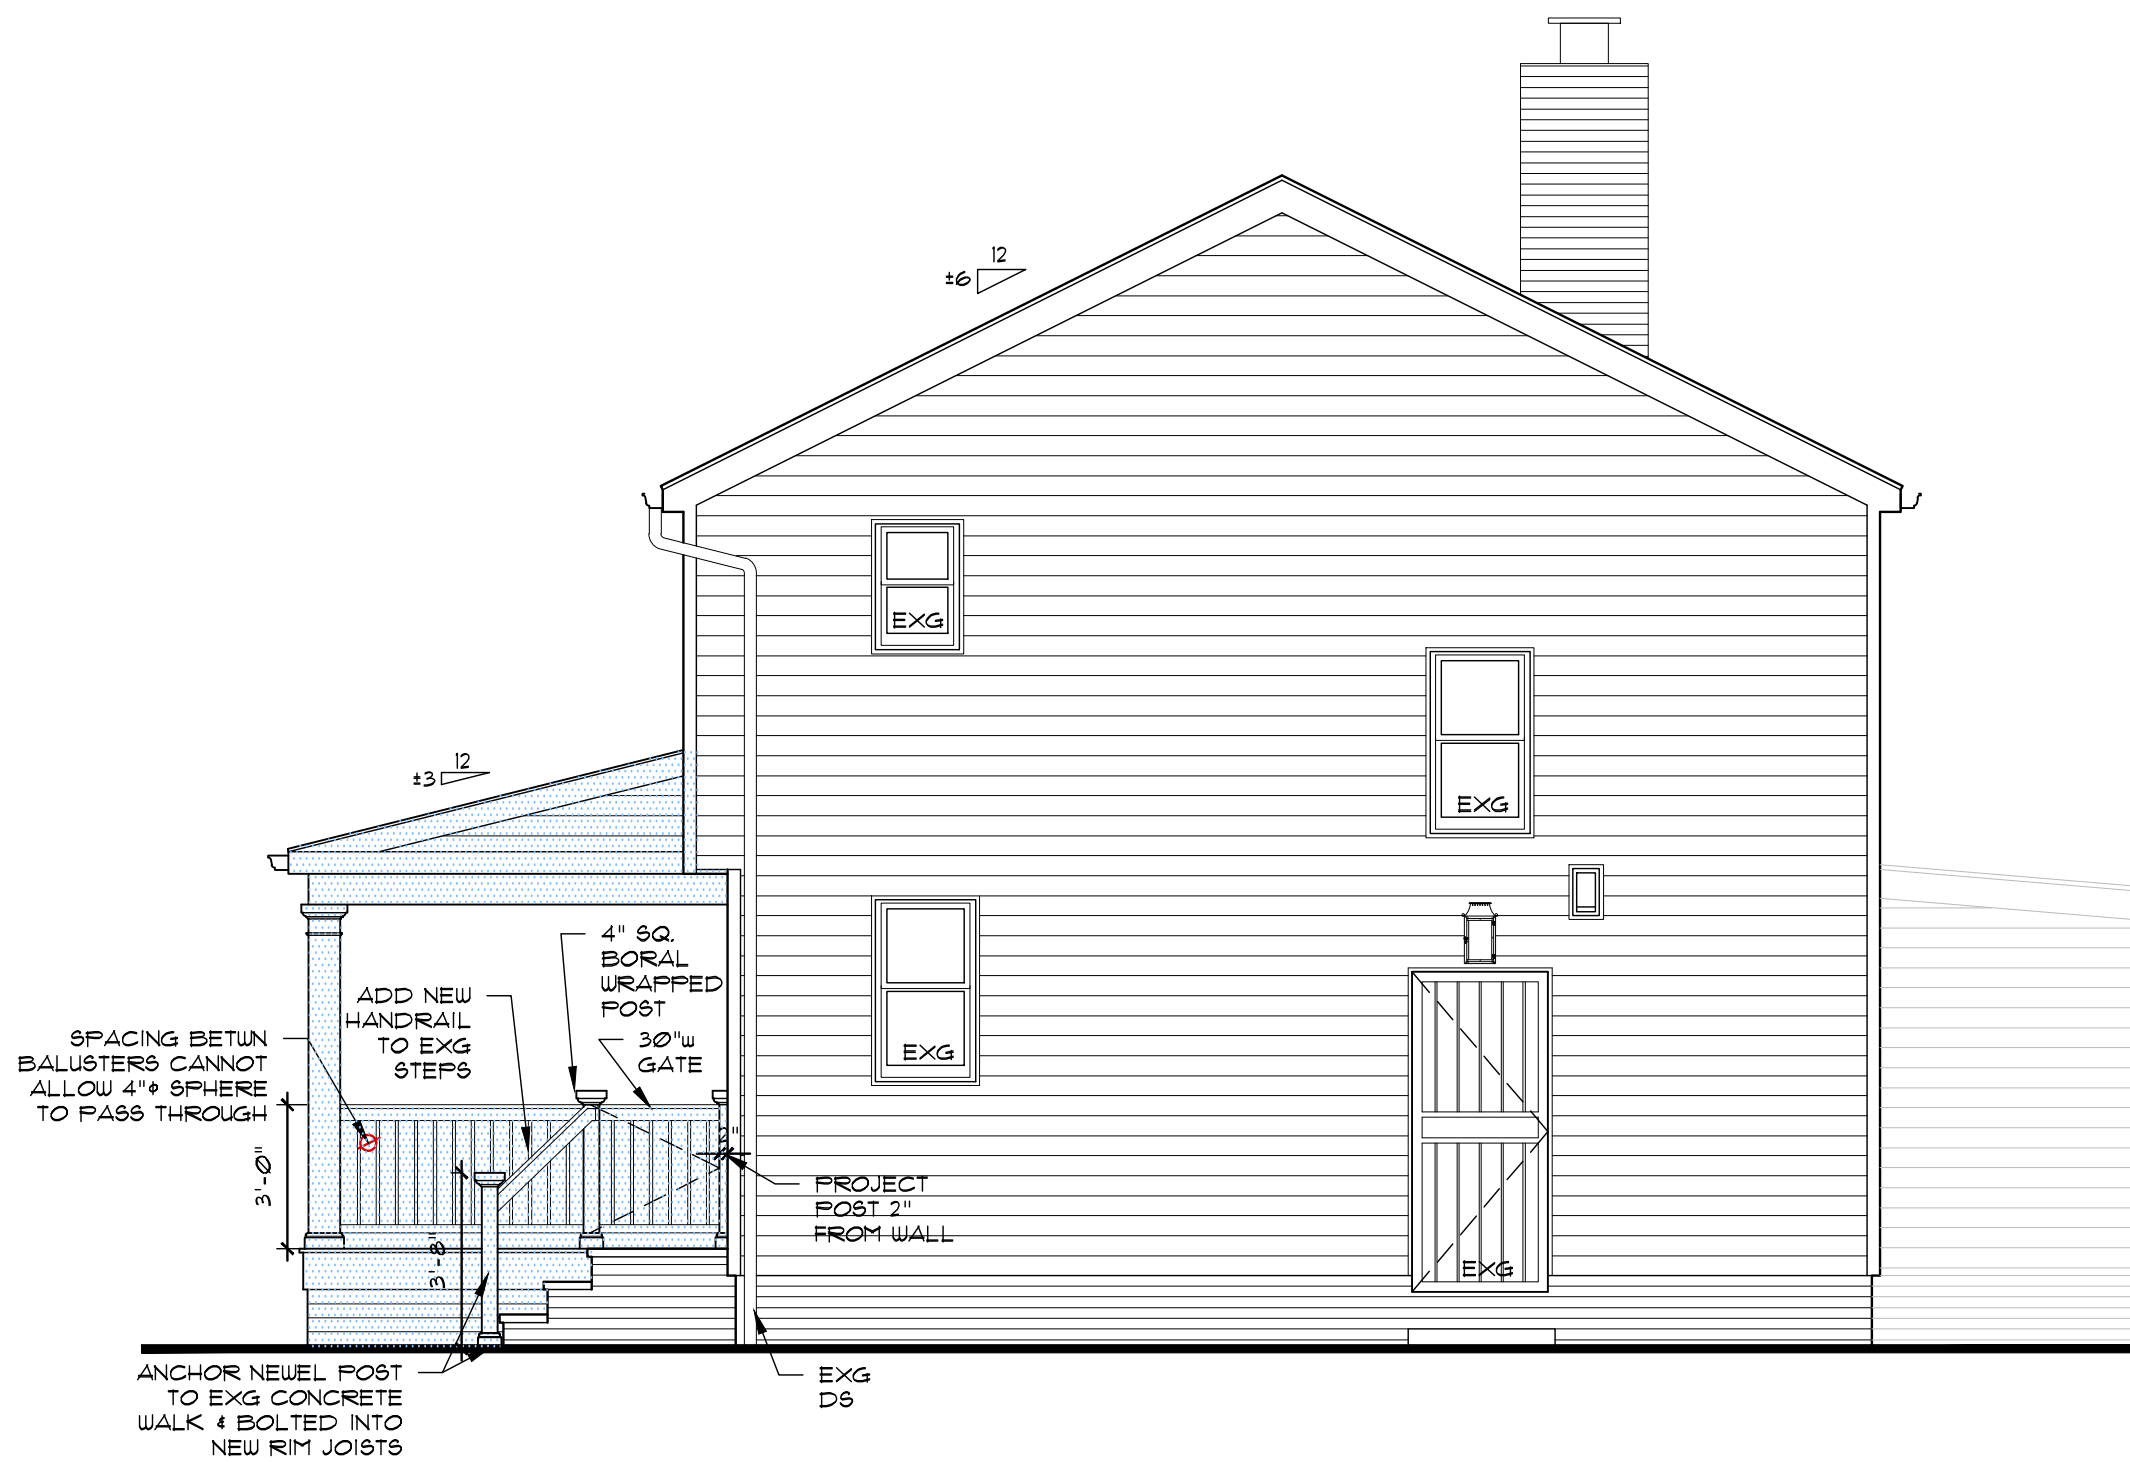 12
±6
EXG
EXG
12
±3
4" SQ.
BORAL
WRAPPED
POST
30"w
GATE
ADD NEW
HANDRAIL
TO EXG
STEPS
SPACING BETWN
BALUSTERS CANNOT
ALLOW 4"ɸ SPHERE
TO PASS THROUGH
EXG
3'-0"
2"
PROJECT
POST 2"
FROM WALL
3'-8"
EXG
ANCHOR NEWEL POST
TO EXG CONCRETE
WALK & BOLTED INTO
NEW RIM JOISTS
EXG
DS